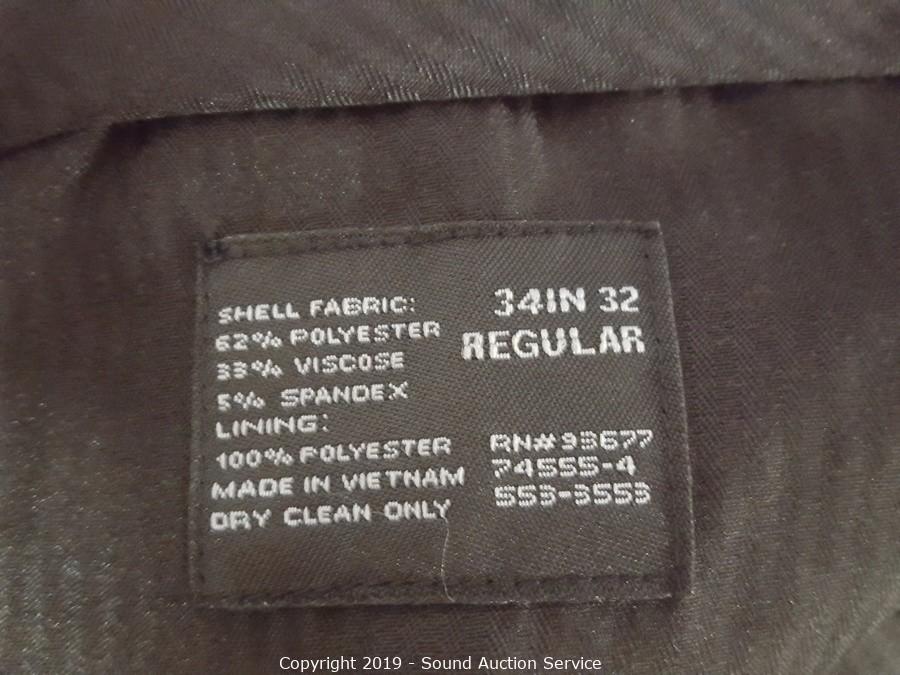 SHELL FABRIC:
62% POLYESTER
33% VISCOSE
5% SPANDEX
LINING:
100% POLYESTER
MADE IN VIETNAM
DRY CLEAN ONLY
34IN 32
REGULAR
RN#93677
74555-4
553-3553
Copyright 2019 - Sound Auction Service